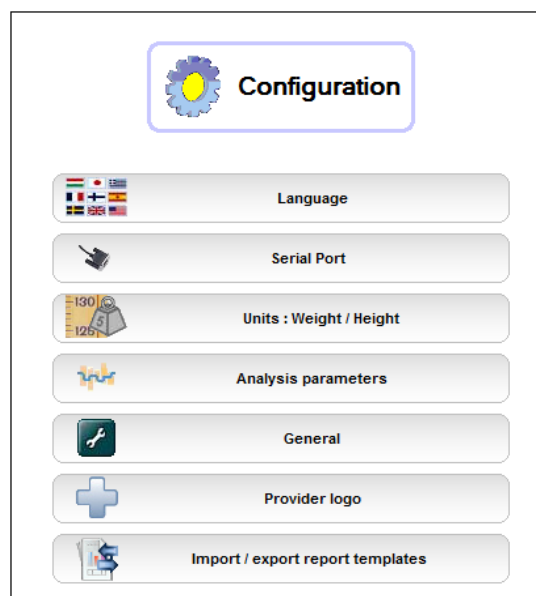 Configuration
Language
Serial Port
130
5
125
Units : Weight / Height
Analysis parameters
General
Provider logo
Import / export report templates